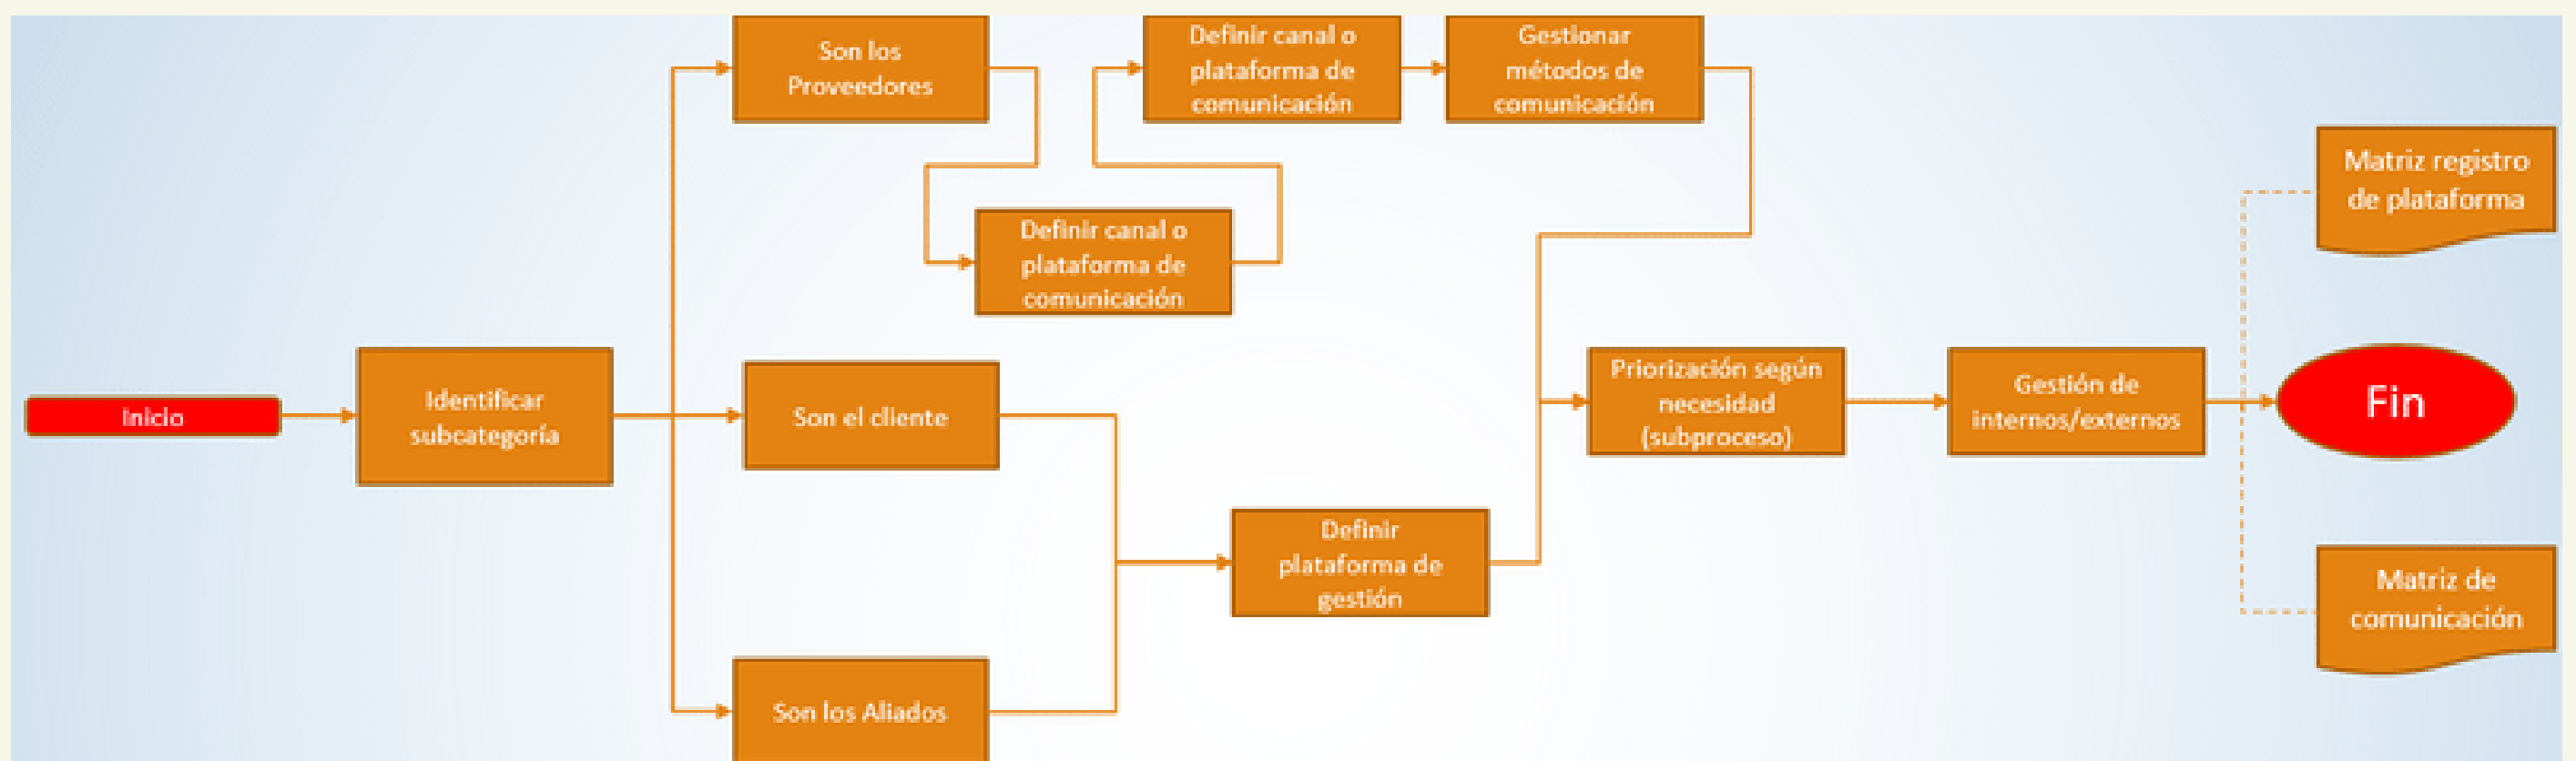 Son los
Proveedores
Definir canal o
plataforma de
comunicación
Gestionar
métodos de
comunicación
Matriz registro
de plataforma
Definir canal o
plataforma de
comunicación
Inicio
Identificar
subcategoría
Son el cliente
Priorización según
necesidad
(subproceso)
Gestión de
internos/externos
Fin
Definir
plataforma de
gestión
Matriz de
comunicación
Son los Aliados